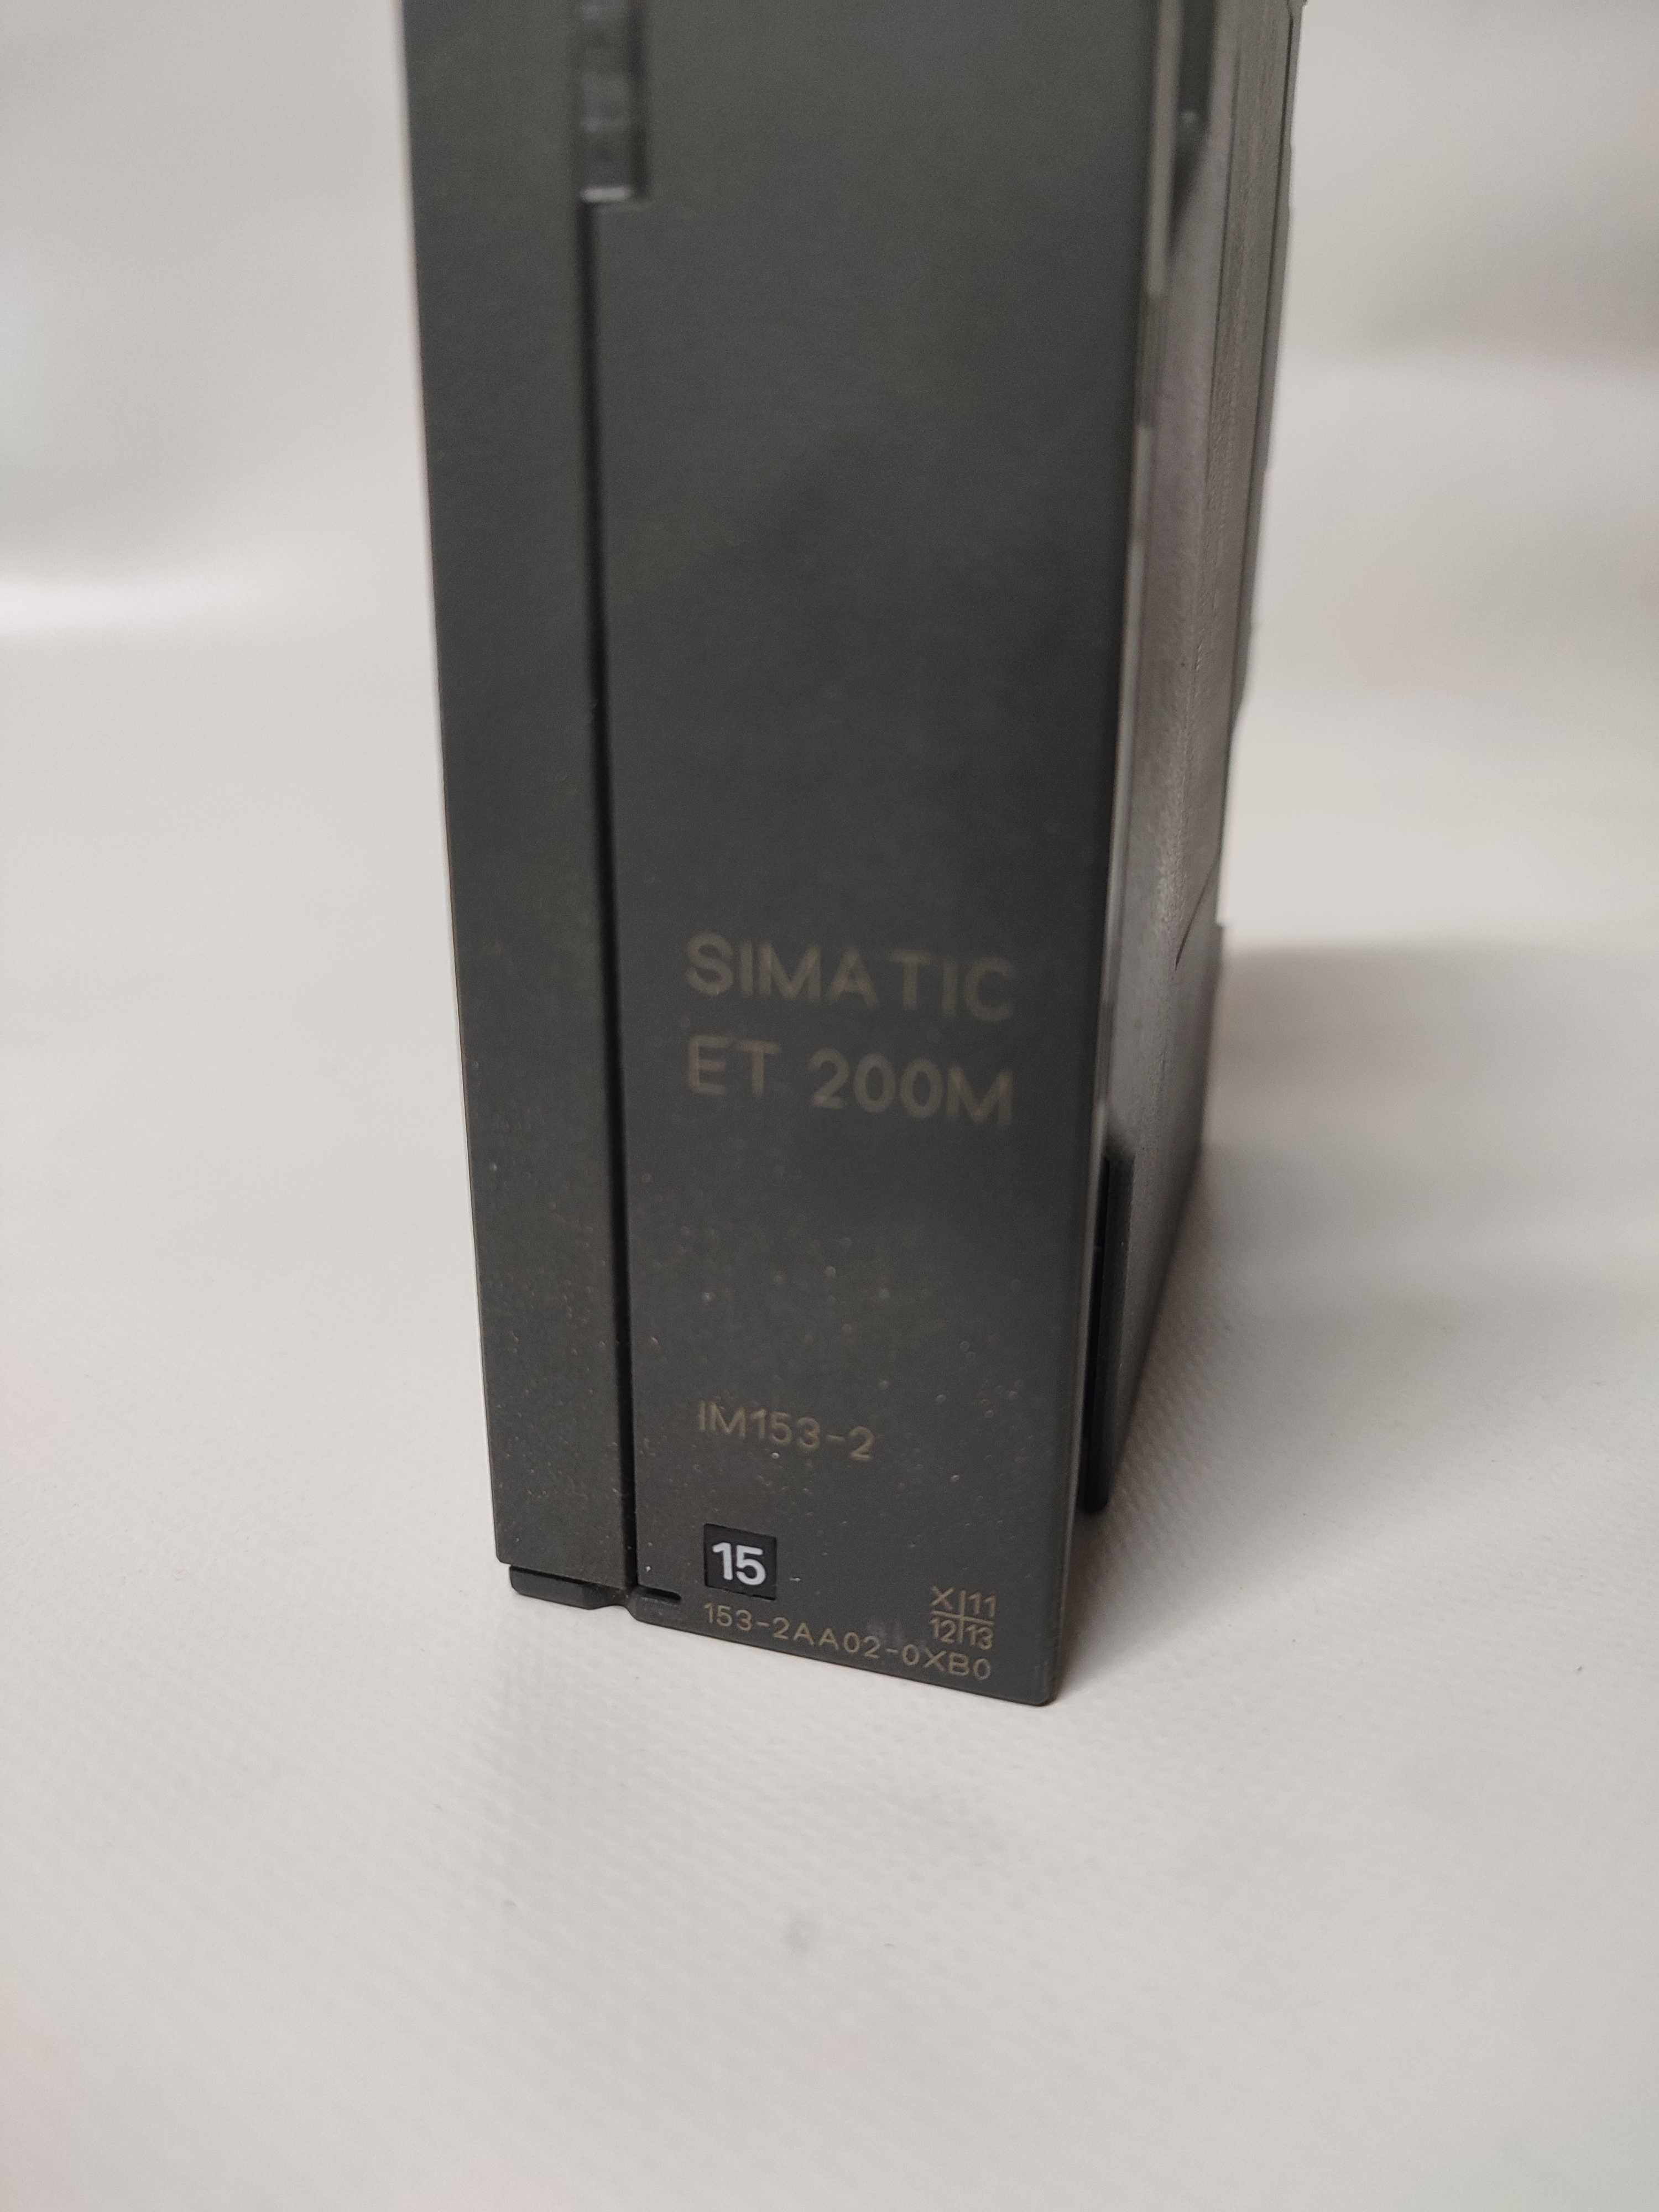 SIMATIC
ET 200M
IM153-2
15
X 11
12 13
153-2AA02-0XB0